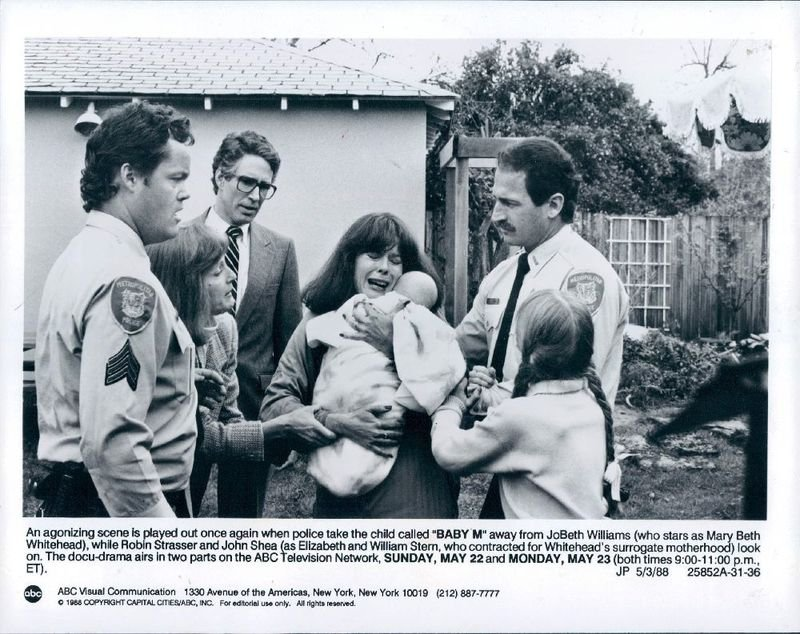 METROPOLITAN
POLICE
METROPOLITAN
An agonizing scene is played out once again when police take the child called "BABY M" away from JoBeth Williams (who stars as Mary Beth
Whitehead), while Robin Strasser and John Shea (as Elizabeth and William Stern, who contracted for Whitehead's surrogate motherhood) look
on. The docu-drama airs in two parts on the ABC Television Network, SUNDAY, MAY 22 and MONDAY, MAY 23 (both times 9:00-11:00 p.m.,
ET). JP 5/3/88 25852A-31-36
abc ABC Visual Communication 1330 Avenue of the Americas, New York, New York 10019 (212) 887-7777
© 1988 COPYRIGHT CAPITAL CITIES/ABC, INC. For editorial use only. All rights reserved.